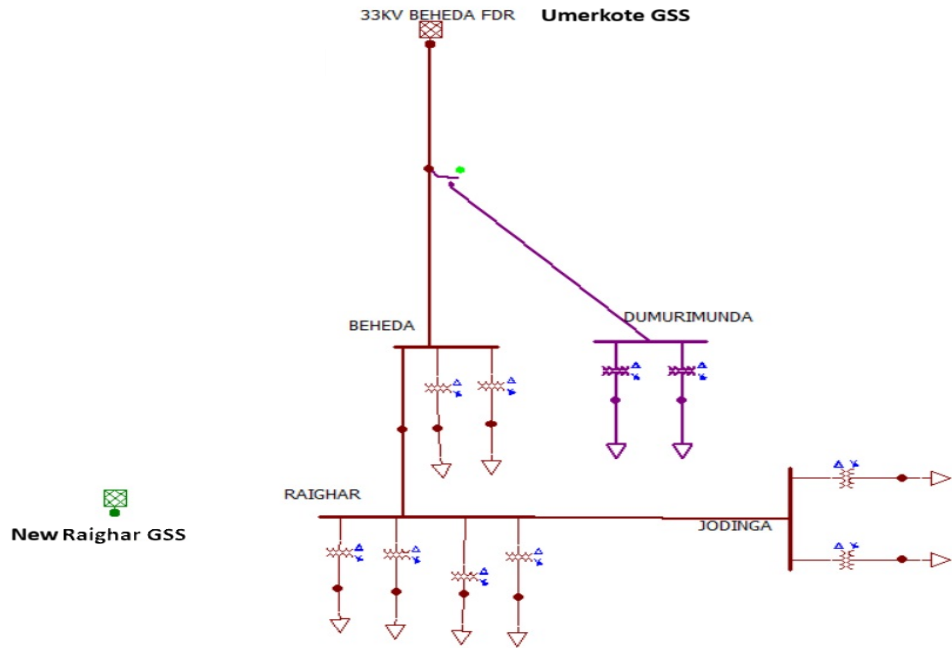 33KV BEHEDA FDR Umerkote GSS
DUMURIMUNDA
BEHEDA
RAIGHAR
New Raighar GSS
JODINGA